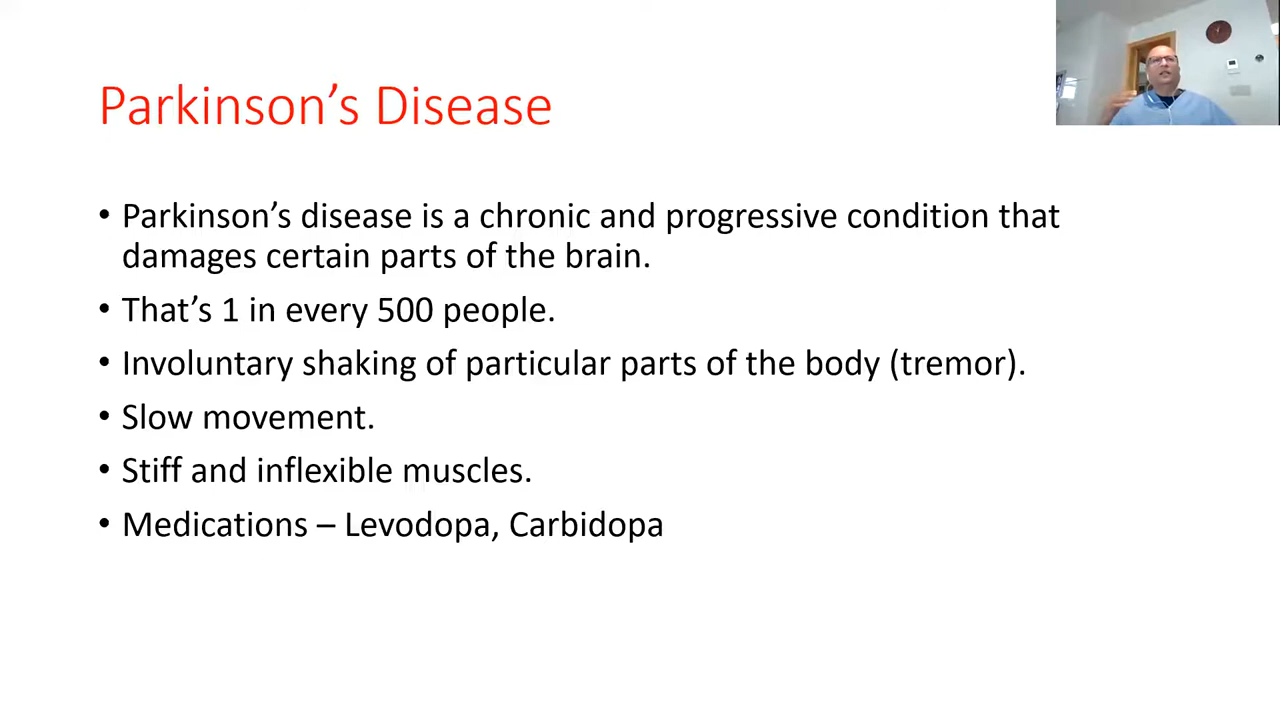 Parkinson’s Disease
• Parkinson’s disease is a chronic and progressive condition that
damages certain parts of the brain.
• That’s 1 in every 500 people.
• Involuntary shaking of particular parts of the body (tremor).
• Slow movement.
• Stiff and inflexible muscles.
• Medications – Levodopa, Carbidopa